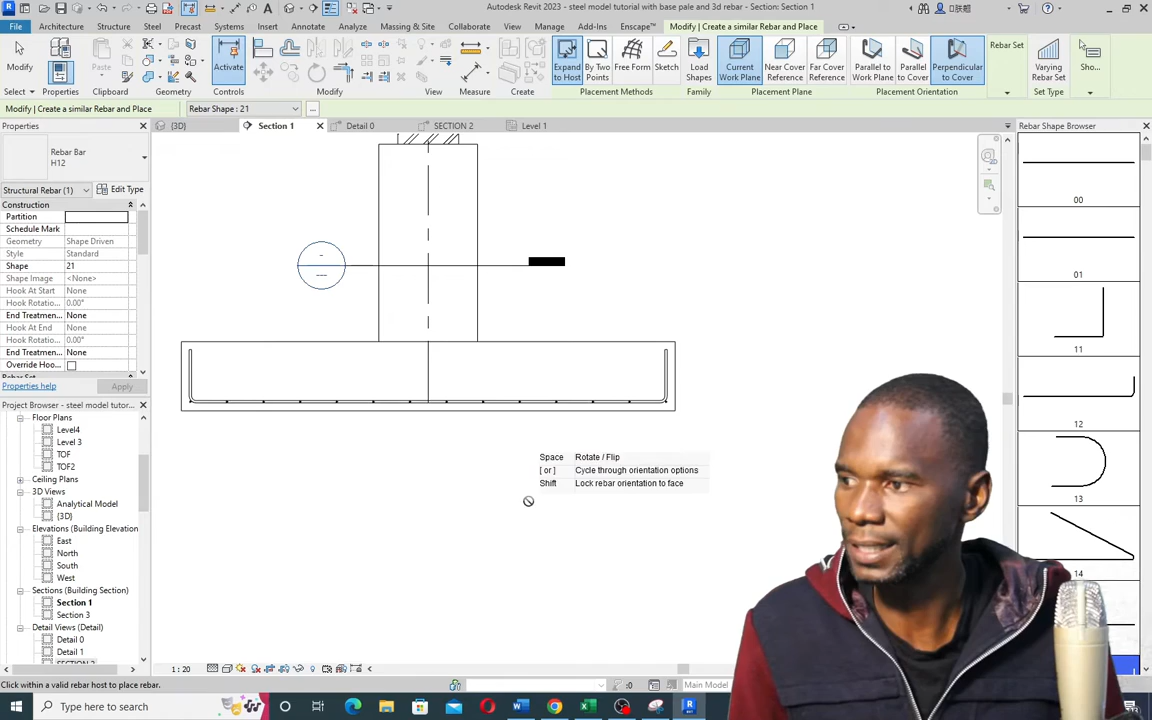 Autodesk Revit 2023 - steel model tutorial with base pale and 3d rebar - Section: Section 1
File Architecture Structure Steel Precast Systems Insert Annotate Analyze Massing & Site Collaborate View Manage Add-Ins Enscape™ Modify | Create a similar Rebar and Place
Modify Paste Activate Expand to Host By Two Points Free Form Sketch Load Shapes Current Work Plane Near Cover Reference Far Cover Reference Parallel to Work Plane Parallel to Cover Perpendicular to Cover Rebar Set Varying Rebar Set Sho...
Select Properties Clipboard Geometry Controls Modify View Measure Create Placement Methods Family Placement Plane Placement Orientation Set Type
Modify | Create a similar Rebar and Place Rebar Shape : 21 ...
Properties {3D} Section 1 Detail 0 SECTION 2 Level 1 Rebar Shape Browser
Rebar Bar
H12
Structural Rebar (1) Edit Type
Construction
Partition
Schedule Mark
Geometry Shape Driven
Style Standard
Shape 21
Shape Image <None>
Hook At Start None
Hook Rotatio... 0.00°
End Treatmen... None
Hook At End None
Hook Rotatio... 0.00°
End Treatmen... None
Override Hoo...
Properties help Apply
Project Browser - steel model tutor...
Floor Plans
Level4
Level 3
TOF
TOF2
Ceiling Plans
3D Views
Analytical Model
{3D}
Elevations (Building Elevation
East
North
South
West
Sections (Building Section)
Section 1
Section 3
Detail Views (Detail)
Detail 0
Detail 1
SECTION 2
Space Rotate / Flip
[ or ] Cycle through orientation options
Shift Lock rebar orientation to face
00
01
11
12
13
14
1 : 20
Click within a valid rebar host to place rebar. :0 Main Model
Type here to search